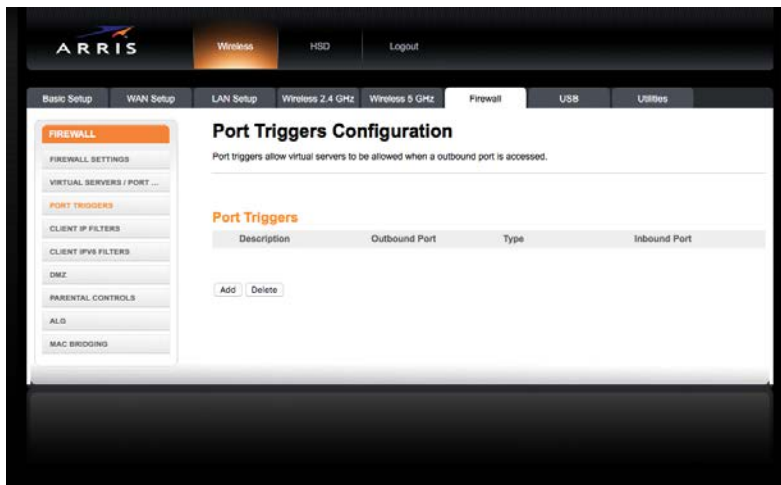 ARRIS
Wireless HSD Logout
Basic Setup WAN Setup LAN Setup Wireless 2.4 GHz Wireless 5 GHz Firewall USB Utilities
FIREWALL
FIREWALL SETTINGS
VIRTUAL SERVERS / PORT ...
PORT TRIGGERS
CLIENT IP FILTERS
CLIENT IPV6 FILTERS
DMZ
PARENTAL CONTROLS
ALG
MAC BRIDGING
Port Triggers Configuration
Port triggers allow virtual servers to be allowed when a outbound port is accessed.
Port Triggers
Description Outbound Port Type Inbound Port
Add Delete